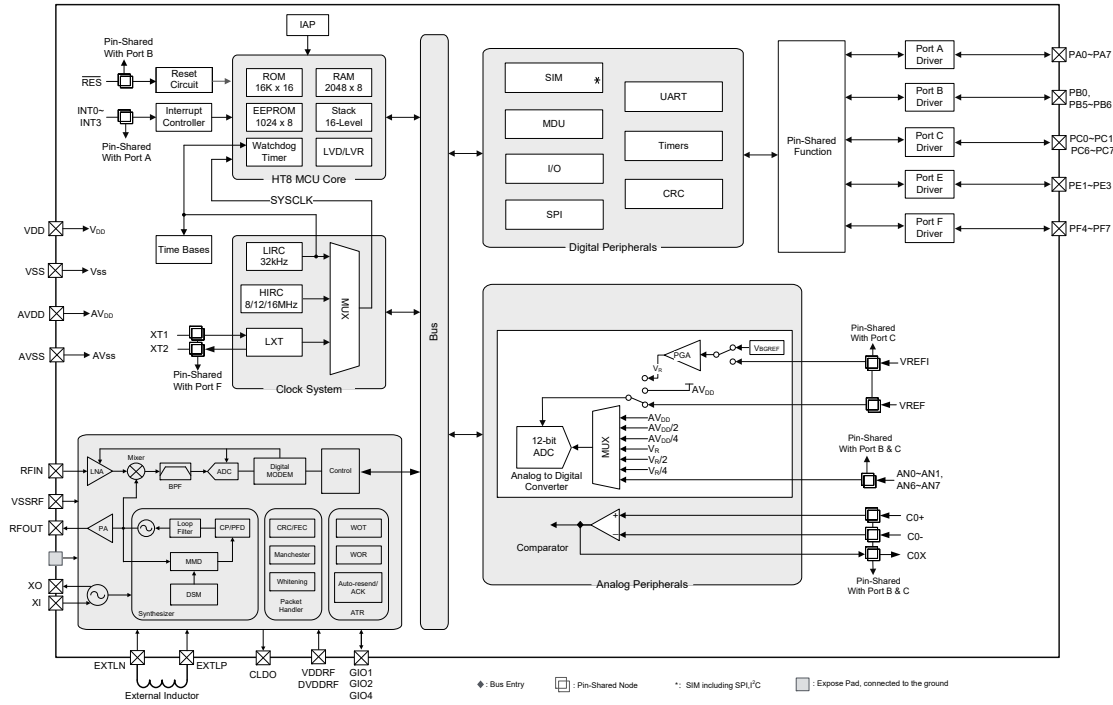 IAP
Pin-Shared
With Port B
RES
Reset
Circuit
INT0~
INT3
Interrupt
Controller
Pin-Shared
With Port A
ROM
16K x 16
RAM
2048 x 8
EEPROM
1024 x 8
Stack
16-Level
Watchdog
Timer
LVD/LVR
HT8 MCU Core
SYSCLK
Time Bases
VDD
VDD
VSS
Vss
AVDD
AVDD
AVSS
AVss
LIRC
32kHz
HIRC
8/12/16MHz
LXT
MUX
XT1
XT2
Pin-Shared
With Port F
Clock System
Bus
SIM
*
MDU
I/O
SPI
UART
Timers
CRC
Digital Peripherals
Pin-Shared
Function
Port A
Driver
Port B
Driver
Port C
Driver
Port E
Driver
Port F
Driver
PA0~PA7
PB0,
PB5~PB6
PC0~PC1
PC6~PC7
PE1~PE3
PF4~PF7
PGA
VBGREF
VR
AVDD
12-bit
ADC
MUX
AVDD
AVDD/2
AVDD/4
VR
VR/2
VR/4
Analog to Digital
Converter
Pin-Shared
With Port C
VREFI
VREF
Pin-Shared
With Port B & C
AN0~AN1,
AN6~AN7
+
−
Comparator
C0+
C0-
C0X
Pin-Shared
With Port B & C
Analog Peripherals
RFIN
VSSRF
RFOUT
XO
XI
LNA
Mixer
BPF
ADC
Digital
MODEM
Control
PA
Loop
Filter
CP/PFD
MMD
DSM
Synthesizer
CRC/FEC
Manchester
Whitening
Packet
Handler
WOT
WOR
Auto-resend/
ACK
ATR
EXTLN
EXTLP
External Inductor
CLDO
VDDRF
DVDDRF
GIO1
GIO2
GIO4
: Bus Entry
: Pin-Shared Node
*: SIM including SPI,I²C
: Expose Pad, connected to the ground